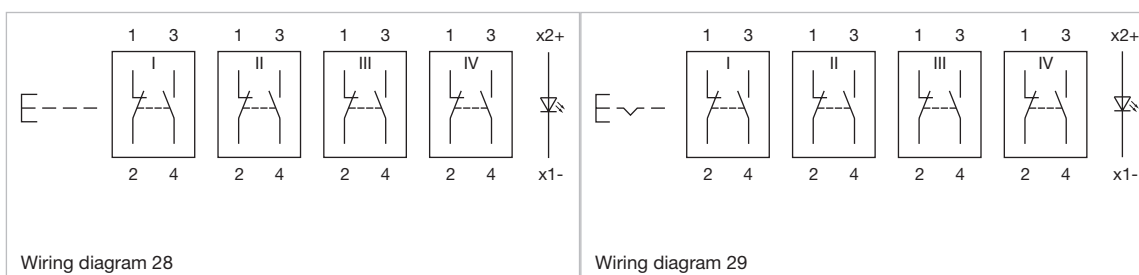 1 3 1 3 1 3 1 3 x2+
I II III IV
2 4 2 4 2 4 2 4 x1-
Wiring diagram 28
1 3 1 3 1 3 1 3 x2+
I II III IV
2 4 2 4 2 4 2 4 x1-
Wiring diagram 29